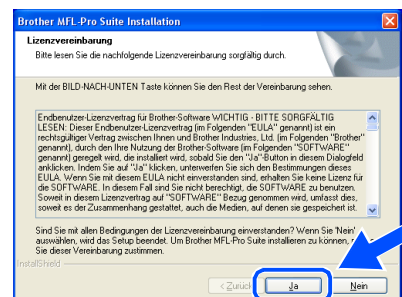 Brother MFL-Pro Suite Installation
Lizenzvereinbarung
Bitte lesen Sie die nachfolgende Lizenzvereinbarung sorgfältig durch.
Mit der BILD-NACH-UNTEN Taste können Sie den Rest der Vereinbarung sehen.
Endbenutzer-Lizenzvertrag für Brother-Software WICHTIG - BITTE SORGFÄLTIG
LESEN: Dieser Endbenutzer-Lizenzvertrag (im Folgenden "EULA" genannt) ist ein
rechtsgültiger Vertrag zwischen Ihnen und Brother Industries, Ltd. (im Folgenden "Brother"
genannt), durch den Ihre Nutzung der Brother-Software (im Folgenden "SOFTWARE"
genannt) geregelt wird, die installiert wird, sobald Sie den "Ja"-Button in diesem Dialogfeld
anklicken. Indem Sie auf "Ja" klicken, unterwerfen Sie sich den Bestimmungen dieses
EULA. Wenn Sie mit diesem EULA nicht einverstanden sind, erhalten Sie keine Lizenz für
die SOFTWARE. In diesem Fall sind Sie nicht berechtigt, die SOFTWARE zu benutzen.
Soweit in diesem Lizenzvertrag auf "SOFTWARE" Bezug genommen wird, umfasst dies,
soweit es der Zusammenhang gestattet, auch die Medien, auf denen sie gespeichert ist.
Sind Sie mit allen Bedingungen der Lizenzvereinbarung einverstanden? Wenn Sie 'Nein'
auswählen, wird das Setup beendet. Um Brother MFL-Pro Suite installieren zu können,
Sie dieser Vereinbarung zustimmen.
InstallShield
< Zurück Ja Nein